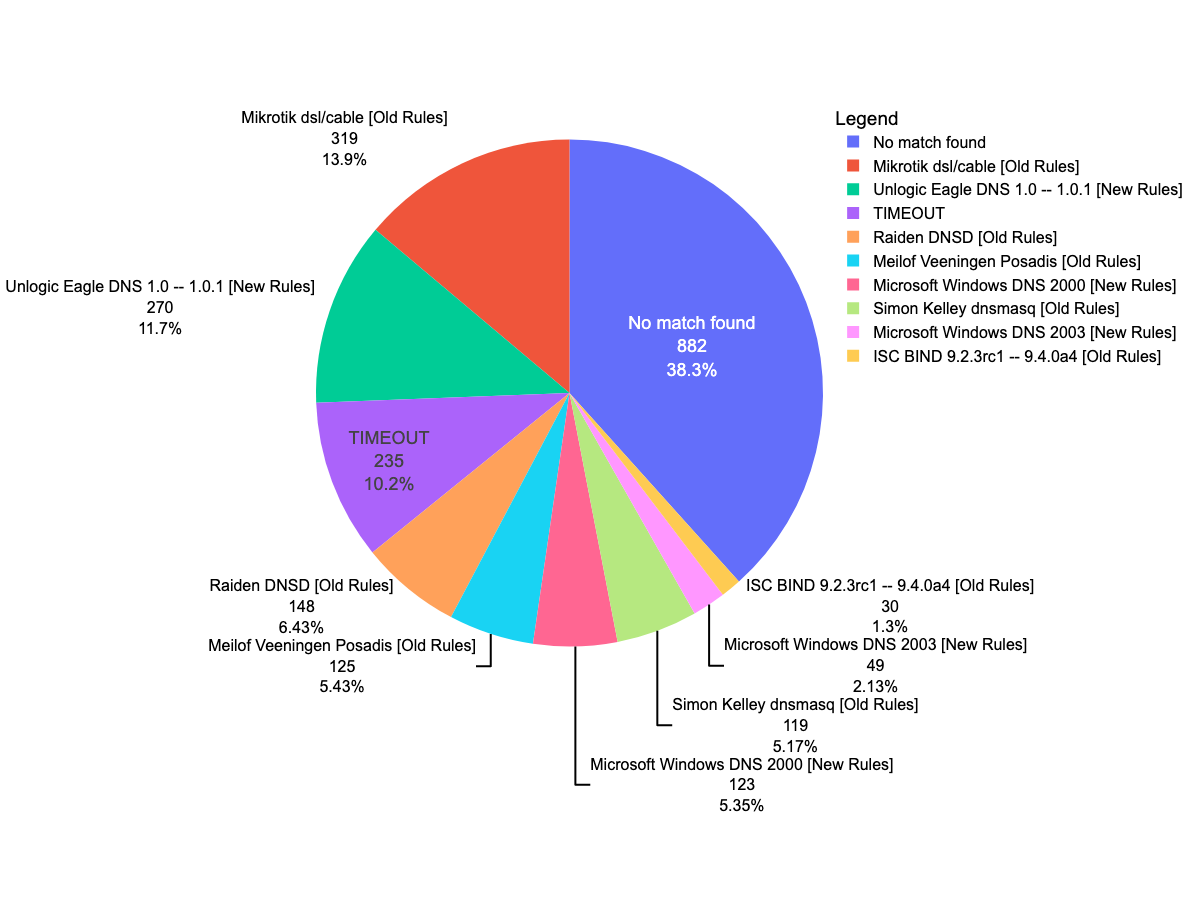 Mikrotik dsl/cable [Old Rules]
319
13.9%
Unlogic Eagle DNS 1.0 -- 1.0.1 [New Rules]
270
11.7%
No match found
882
38.3%
TIMEOUT
235
10.2%
Raiden DNSD [Old Rules]
148
6.43%
Meilof Veeningen Posadis [Old Rules]
125
5.43%
ISC BIND 9.2.3rc1 -- 9.4.0a4 [Old Rules]
30
1.3%
Microsoft Windows DNS 2003 [New Rules]
49
2.13%
Simon Kelley dnsmasq [Old Rules]
119
5.17%
Microsoft Windows DNS 2000 [New Rules]
123
5.35%
Legend
No match found
Mikrotik dsl/cable [Old Rules]
Unlogic Eagle DNS 1.0 -- 1.0.1 [New Rules]
TIMEOUT
Raiden DNSD [Old Rules]
Meilof Veeningen Posadis [Old Rules]
Microsoft Windows DNS 2000 [New Rules]
Simon Kelley dnsmasq [Old Rules]
Microsoft Windows DNS 2003 [New Rules]
ISC BIND 9.2.3rc1 -- 9.4.0a4 [Old Rules]